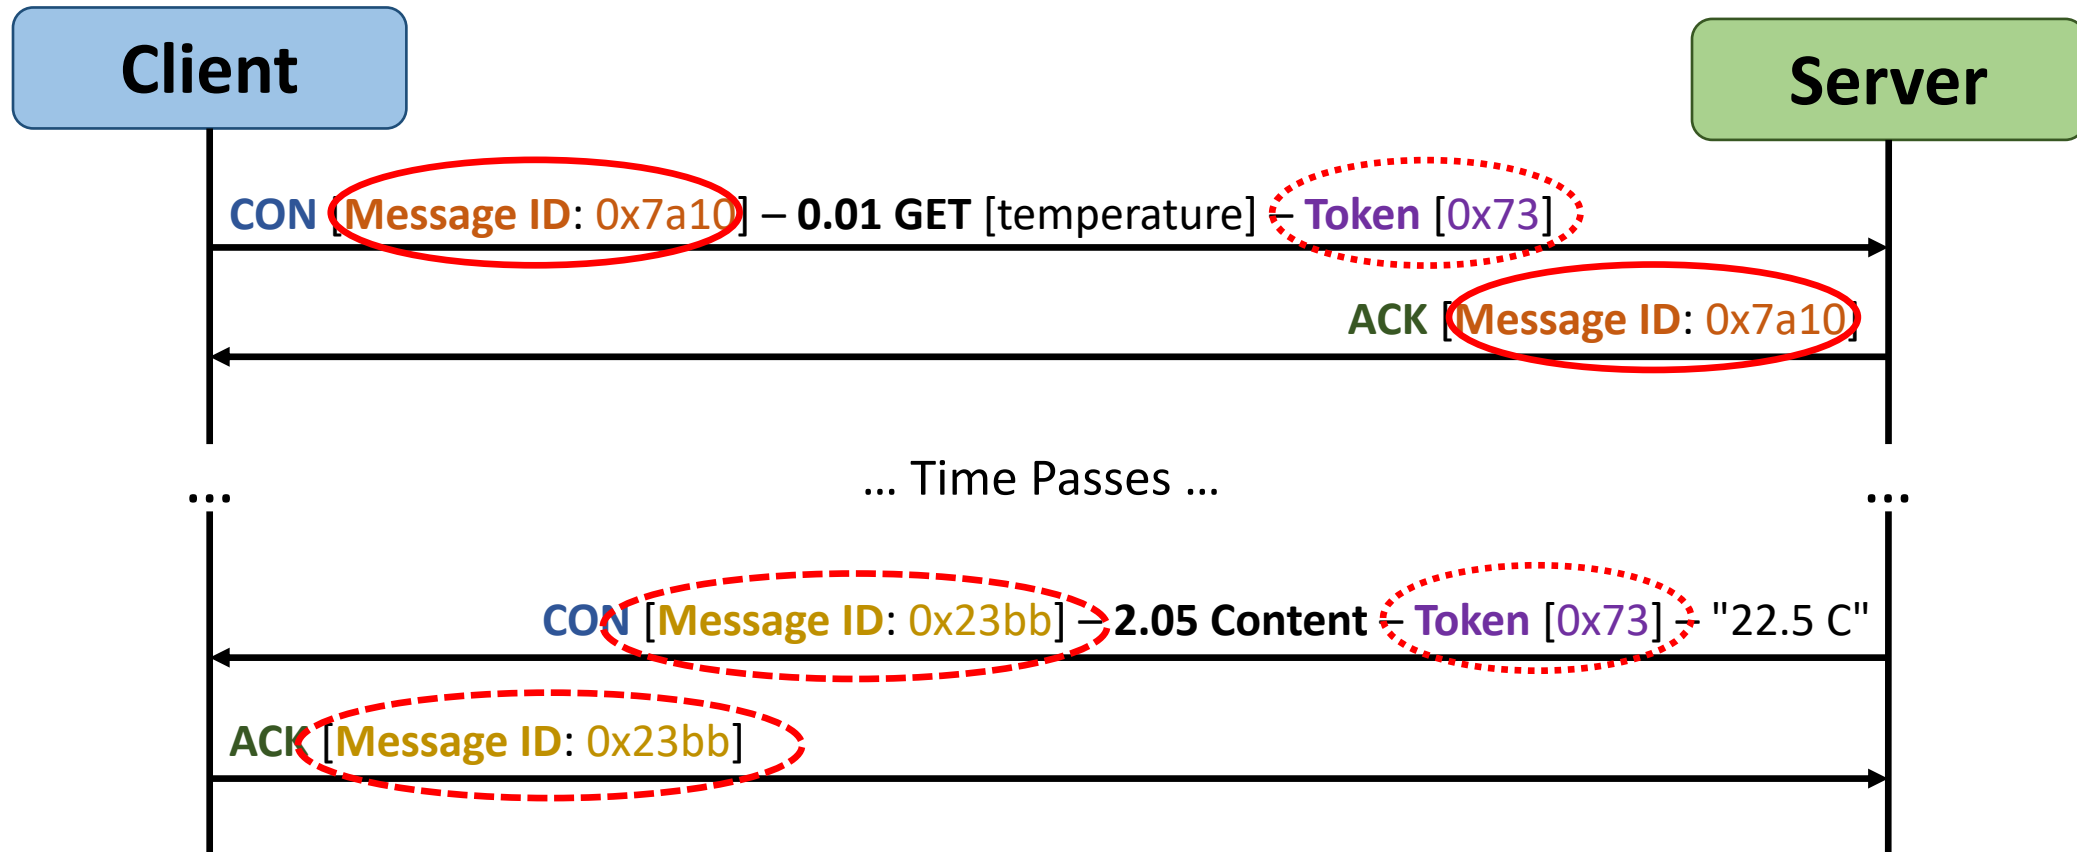 Client
Server
CON [Message ID: 0x7a10] – 0.01 GET [temperature] – Token [0x73]
ACK [Message ID: 0x7a10]
... Time Passes ...
... ...
CON [Message ID: 0x23bb] – 2.05 Content – Token [0x73] – "22.5 C"
ACK [Message ID: 0x23bb]